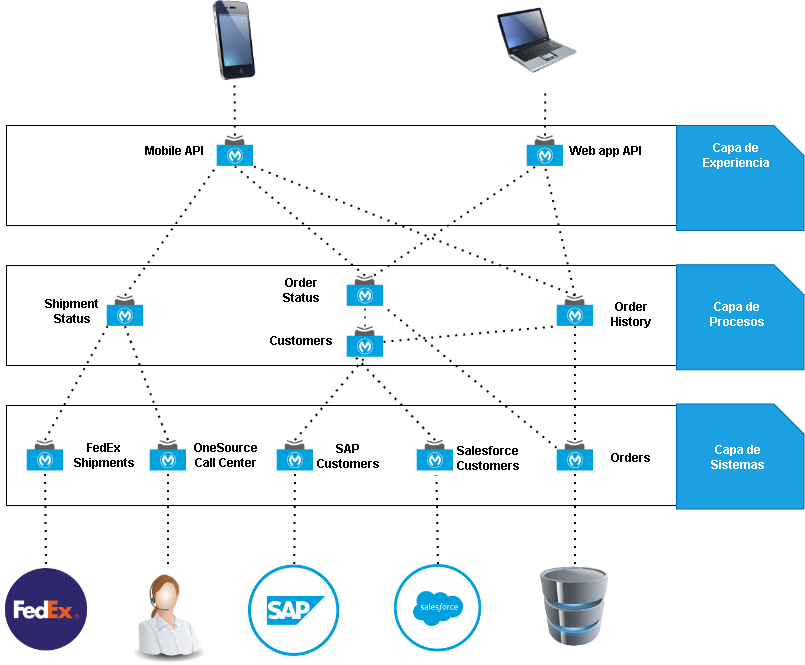 Mobile API
Web app API
Capa de
Experiencia
Shipment
Status
Order
Status
Customers
Order
History
Capa de
Procesos
FedEx
Shipments
OneSource
Call Center
SAP
Customers
Salesforce
Customers
Orders
Capa de
Sistemas
FedEx®
SAP
salesforce